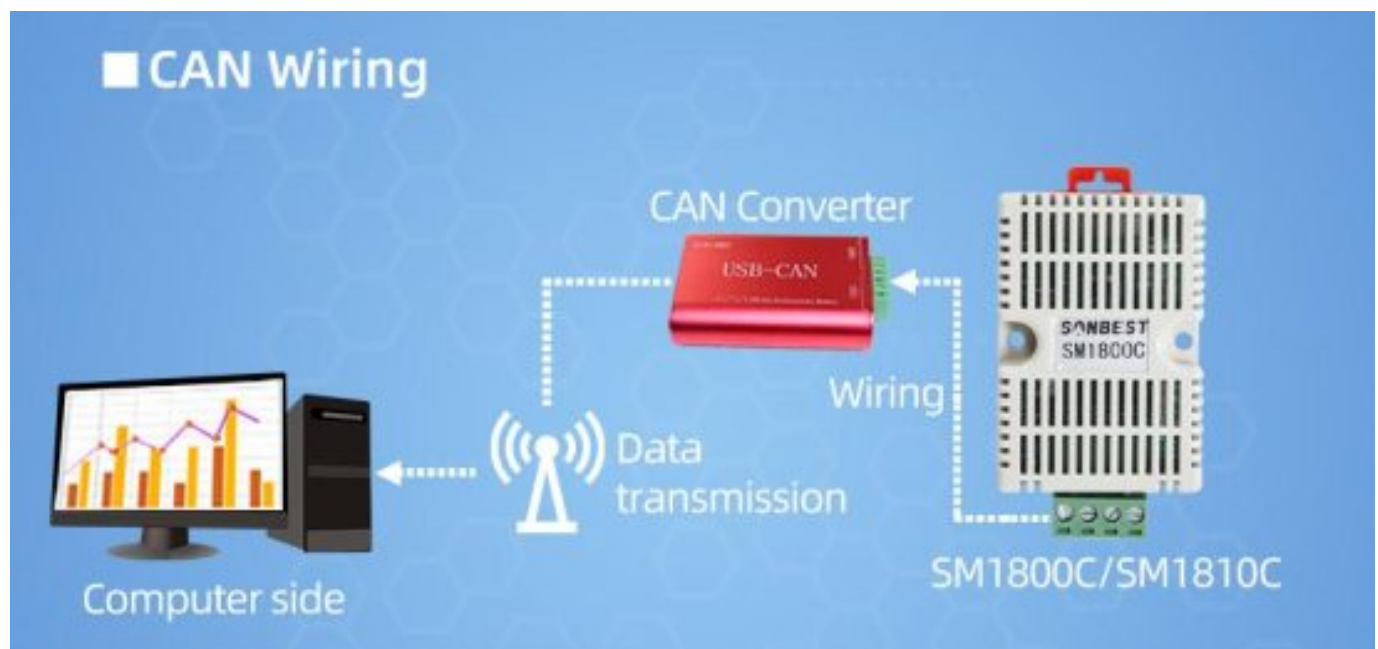 CAN Wiring
CAN Converter
USB-CAN
SONBEST
SM1800C
Wiring
Data
transmission
SM1800C/SM1810C
Computer side